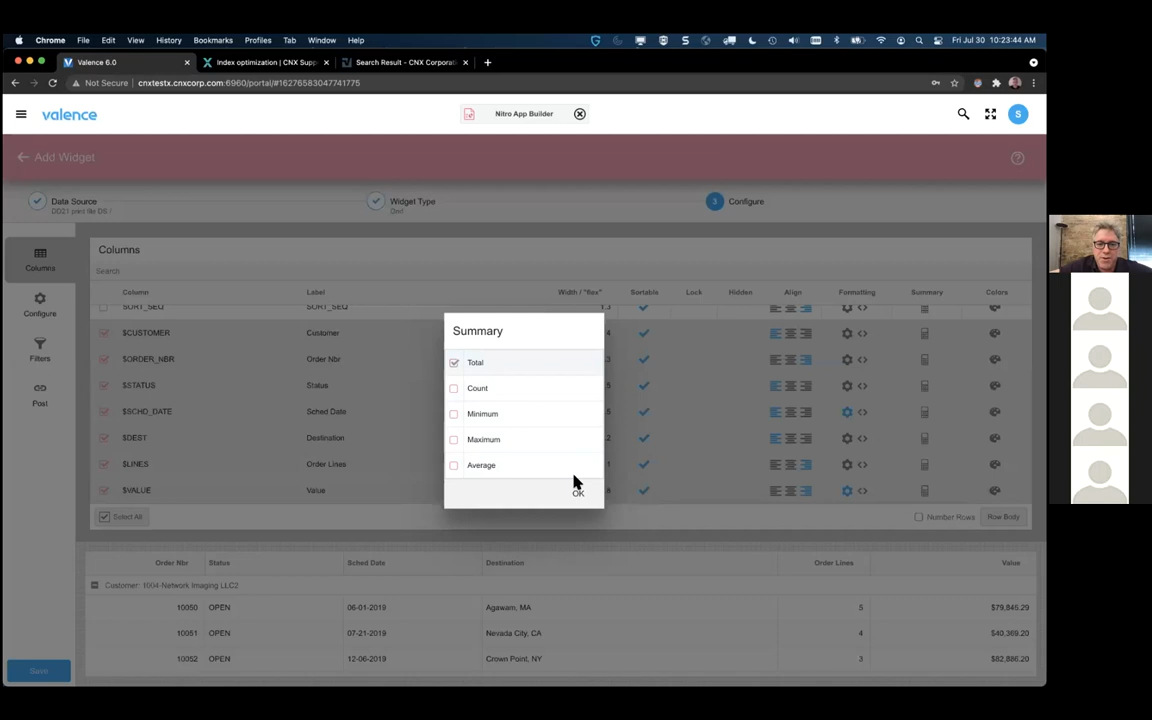 Chrome File Edit View History Bookmarks Profiles Tab Window Help Fri Jul 30 10:23:44 AM
Valence 6.0 Index optimization | CNX Supp Search Result - CNX Corporati
Not Secure cnxtestx.cnxcorp.com:6960/portal/#16276583047741775
valence Nitro App Builder S
Add Widget
Data Source Widget Type 3 Configure
Columns
Search
Column Label Width / "flex" Sortable Lock Hidden Align Formatting Summary Colors
SORT_SEQ SORT_SEQ
$CUSTOMER Customer
$ORDER_NBR Order Nbr
$STATUS Status
$SCHD_DATE Sched Date
$DEST Destination
$LINES Order Lines
$VALUE Value
Select All Number Rows Row Body
Columns
Configure
Filters
Post
Save
Summary
Total
Count
Minimum
Maximum
Average
OK
Order Nbr Status Sched Date Destination Order Lines Value
Customer: 1004-Network Imaging LLC2
10050 OPEN 06-01-2019 Agawam, MA 5 $79,845.29
10051 OPEN 07-21-2019 Nevada City, CA 4 $40,369.20
10052 OPEN 12-06-2019 Crown Point, NY 3 $82,886.20